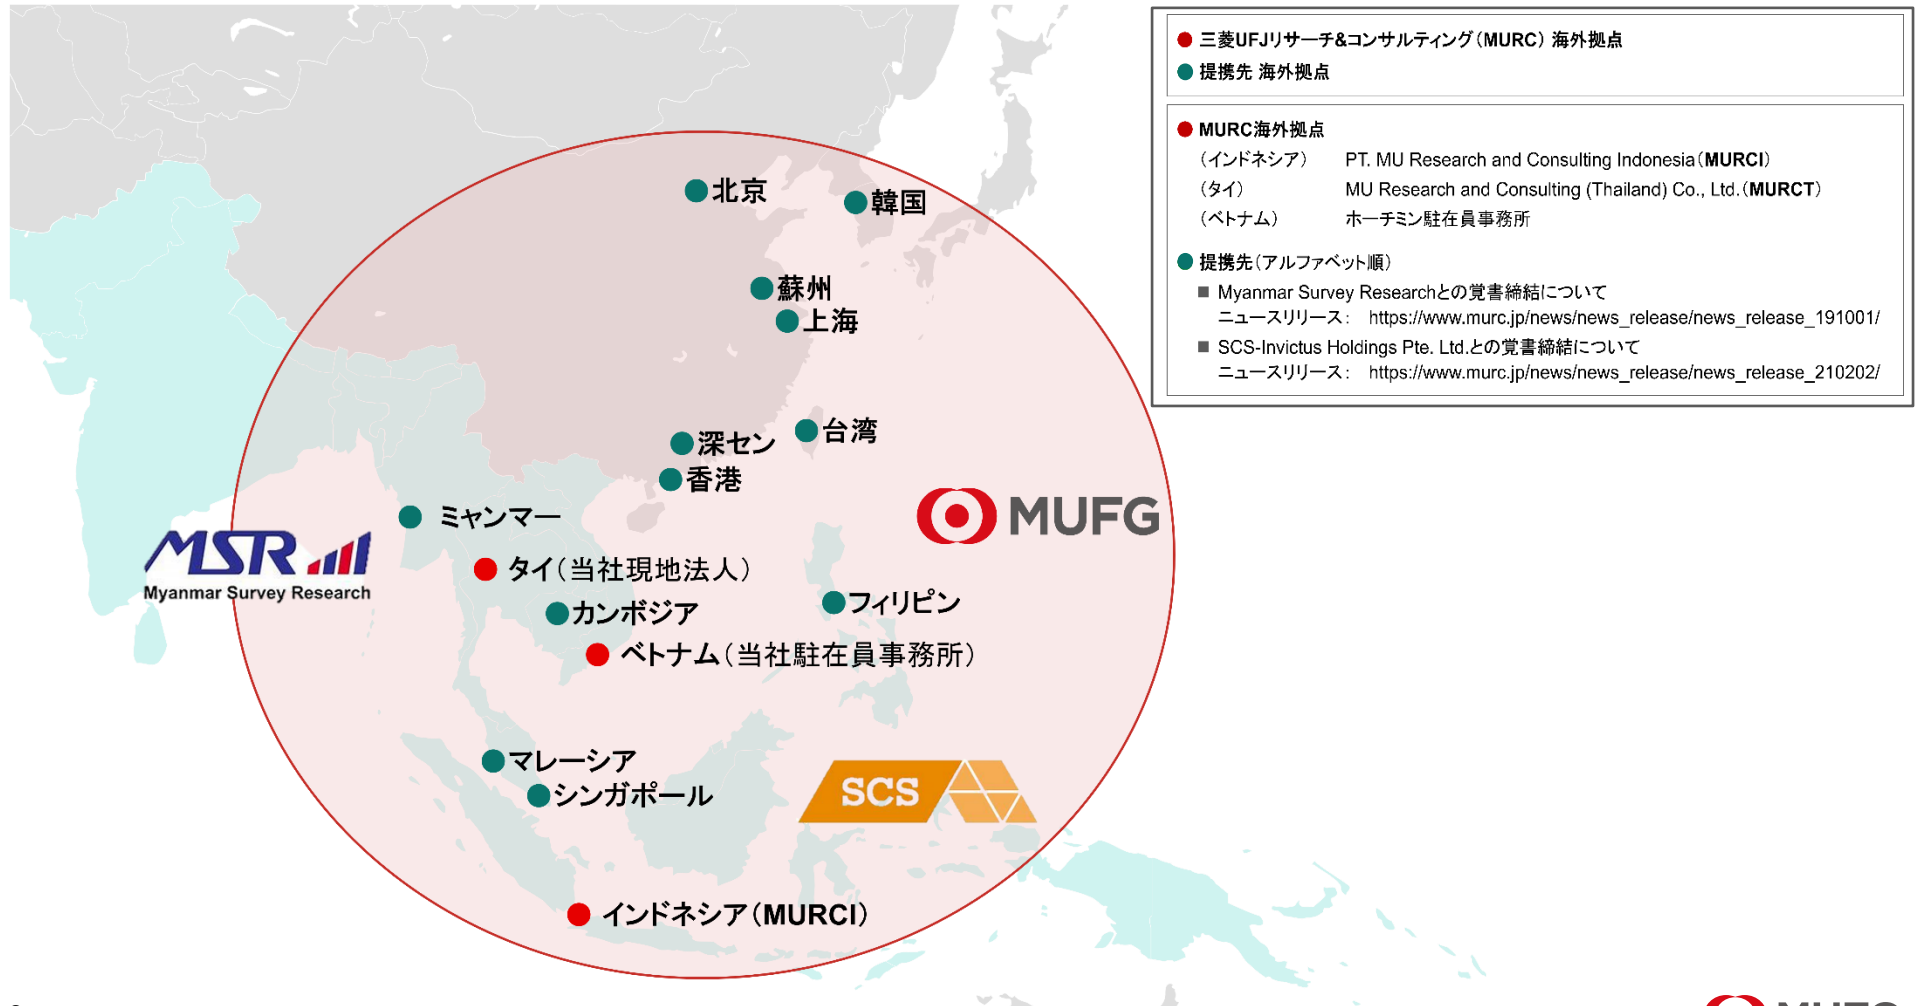 三菱UFJリサーチ&コンサルティング（MURC） 海外拠点
提携先 海外拠点
MURC海外拠点
（インドネシア） PT. MU Research and Consulting Indonesia（MURCI）
（タイ） MU Research and Consulting (Thailand) Co., Ltd.（MURCT）
（ベトナム） ホーチミン駐在員事務所
提携先（アルファベット順）
■ Myanmar Survey Researchとの覚書締結について
ニュースリリース： https://www.murc.jp/news/news_release/news_release_191001/
■ SCS-Invictus Holdings Pte. Ltd.との覚書締結について
ニュースリリース： https://www.murc.jp/news/news_release/news_release_210202/
北京
韓国
蘇州
上海
台湾
深セン
香港
MUFG
ミャンマー
MSR
Myanmar Survey Research
タイ（当社現地法人）
フィリピン
カンボジア
ベトナム（当社駐在員事務所）
マレーシア
シンガポール
SCS
インドネシア（MURCI）
MUFG